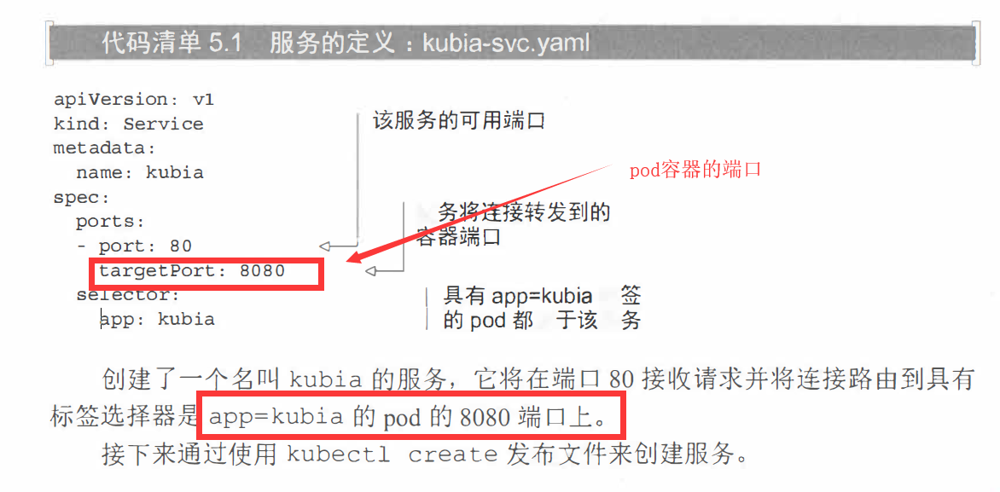 代码清单 5.1 服务的定义：kubia-svc.yaml
apiVersion: v1
kind: Service
metadata:
name: kubia
spec:
ports:
- port: 80
targetPort: 8080
selector:
app: kubia
该服务的可用端口
pod容器的端口
务将连接转发到的
容器端口
具有 app=kubia 签
的 pod 都 于该 务
创建了一个名叫 kubia 的服务，它将在端口 80 接收请求并将连接路由到具有
标签选择器是 app=kubia 的 pod 的 8080 端口上。
接下来通过使用 kubectl create 发布文件来创建服务。